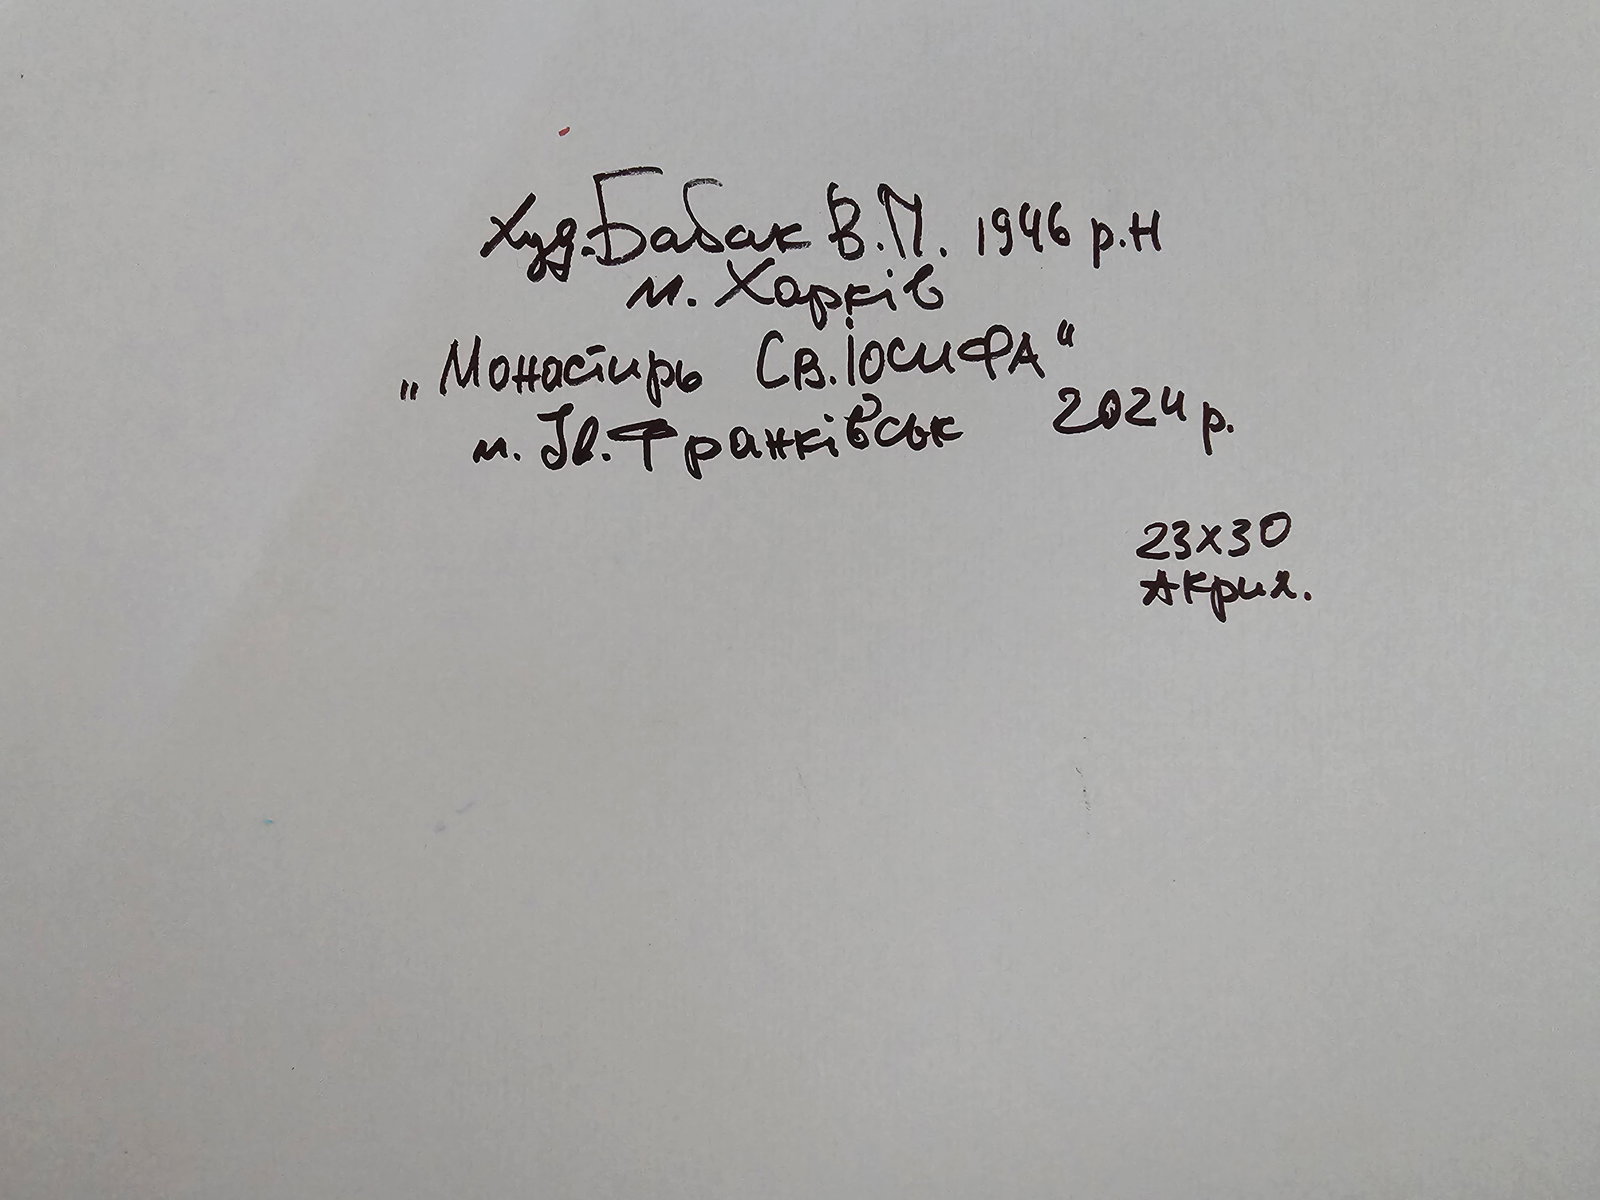 Худ. Бабак В.П. 1946 р.н
м. Харків
„Монастирь Св. Іосифа“
м. Ів. Франківськ 2024 р.
23х30
Акрил.